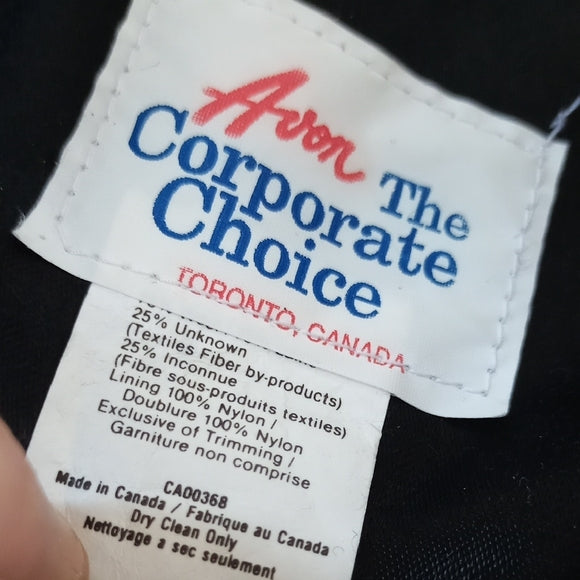 Avon The
Corporate
Choice
TORONTO, CANADA
25% Unknown
(Textiles Fiber by-products)
25% Inconnue
(Fibre sous-produits textiles)
Lining 100% Nylon /
Doublure 100% Nylon
Exclusive of Trimming /
Garniture non comprise
CA00368
Made in Canada / Fabrique au Canada
Dry Clean Only
Nettoyage a sec seulement